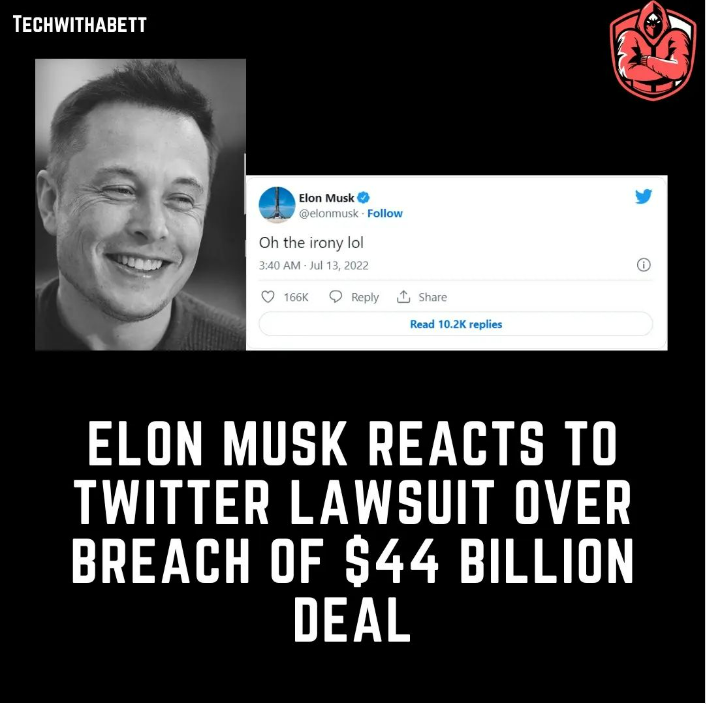 TECHWITHABETT
Elon Musk
@elonmusk · Follow
Oh the irony lol
3:40 AM · Jul 13, 2022
166K Reply Share
Read 10.2K replies
ELON MUSK REACTS TO
TWITTER LAWSUIT OVER
BREACH OF $44 BILLION
DEAL